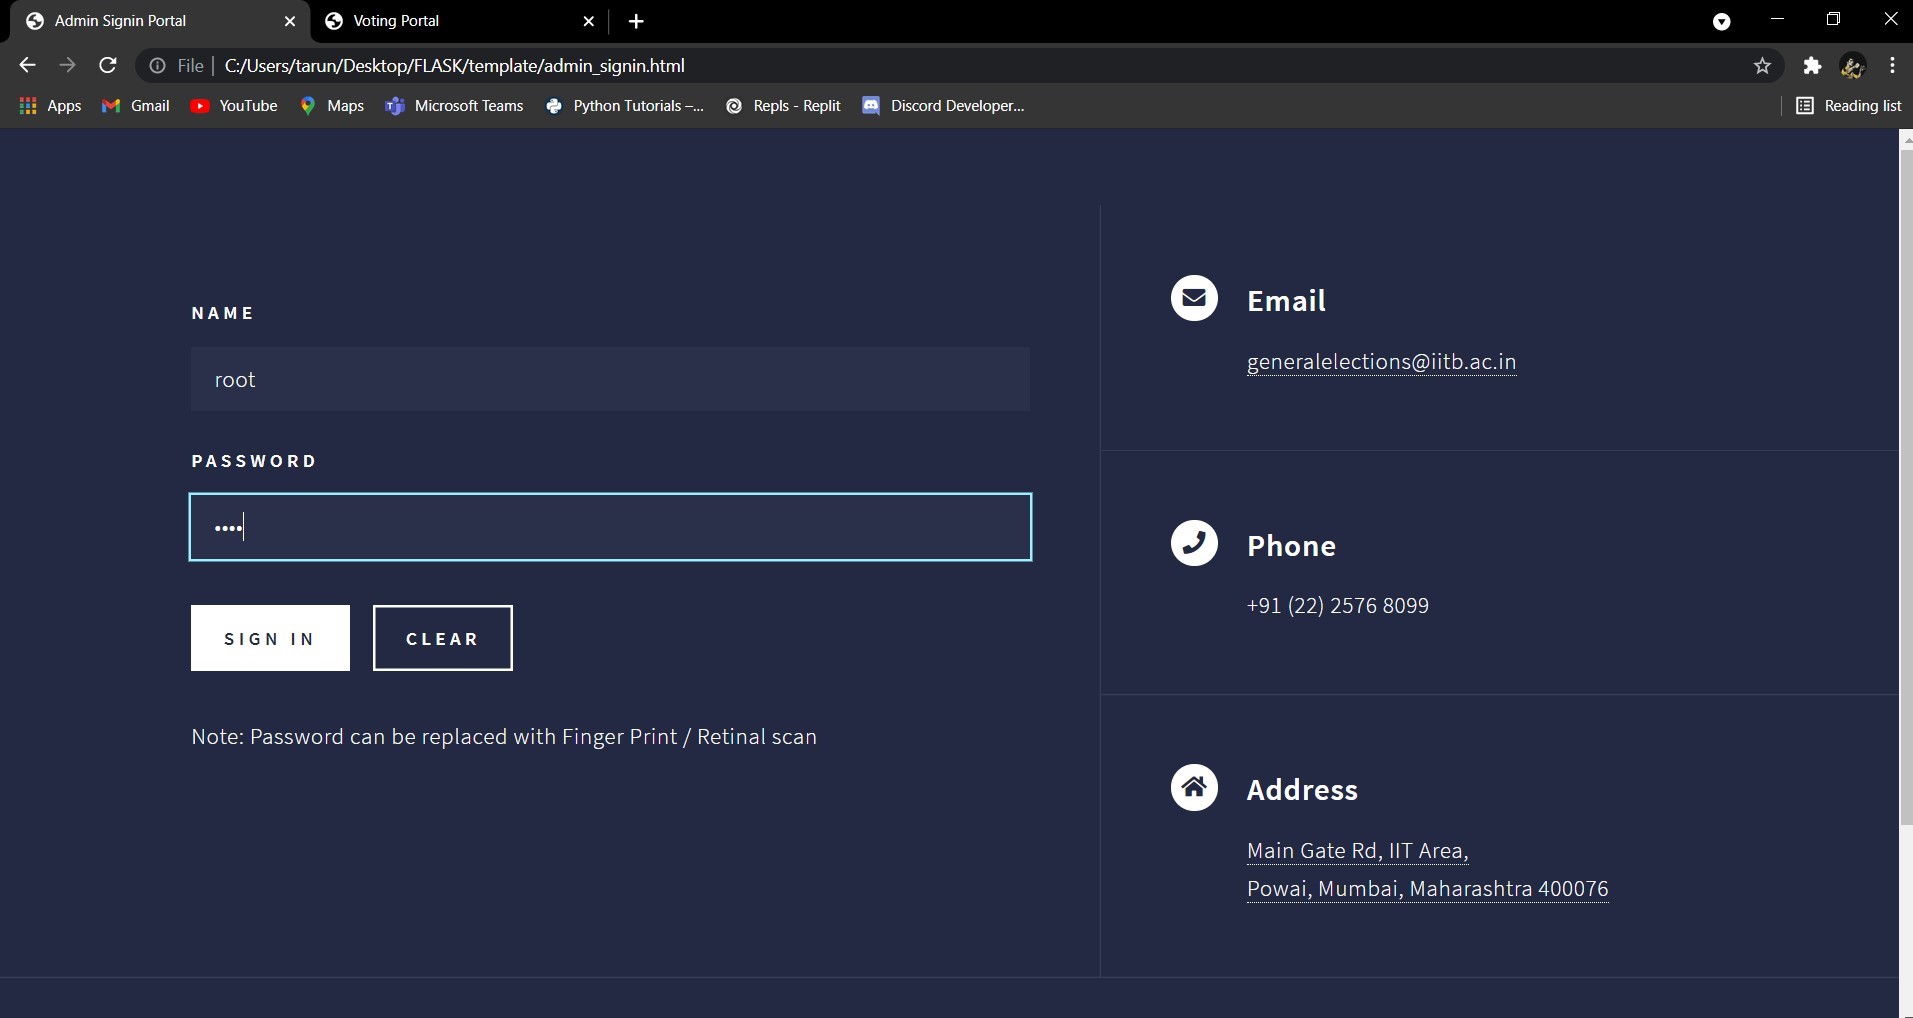 Admin Signin Portal
Voting Portal
File
C:/Users/tarun/Desktop/FLASK/template/admin_signin.html
Apps
Gmail
YouTube
Maps
Microsoft Teams
Python Tutorials –...
Repls - Replit
Discord Developer...
Reading list
NAME
root
PASSWORD
••••
SIGN IN
CLEAR
Note: Password can be replaced with Finger Print / Retinal scan
Email
generalelections@iitb.ac.in
Phone
+91 (22) 2576 8099
Address
Main Gate Rd, IIT Area,
Powai, Mumbai, Maharashtra 400076